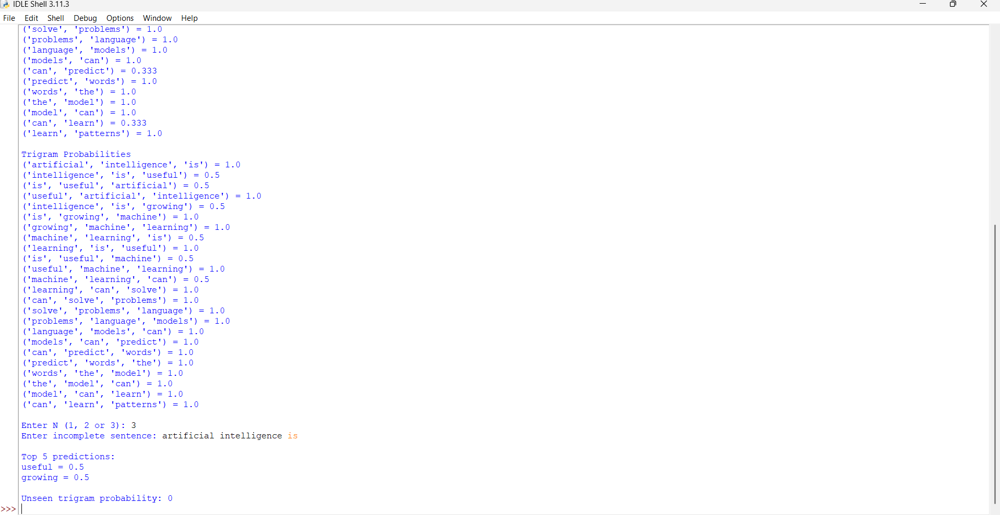 IDLE Shell 3.11.3
File Edit Shell Debug Options Window Help
('solve', 'problems') = 1.0
('problems', 'language') = 1.0
('language', 'models') = 1.0
('models', 'can') = 1.0
('can', 'predict') = 0.333
('predict', 'words') = 1.0
('words', 'the') = 1.0
('the', 'model') = 1.0
('model', 'can') = 1.0
('can', 'learn') = 0.333
('learn', 'patterns') = 1.0
Trigram Probabilities
('artificial', 'intelligence', 'is') = 1.0
('intelligence', 'is', 'useful') = 0.5
('is', 'useful', 'artificial') = 0.5
('useful', 'artificial', 'intelligence') = 1.0
('intelligence', 'is', 'growing') = 0.5
('is', 'growing', 'machine') = 1.0
('growing', 'machine', 'learning') = 1.0
('machine', 'learning', 'is') = 0.5
('learning', 'is', 'useful') = 1.0
('is', 'useful', 'machine') = 0.5
('useful', 'machine', 'learning') = 1.0
('machine', 'learning', 'can') = 0.5
('learning', 'can', 'solve') = 1.0
('can', 'solve', 'problems') = 1.0
('solve', 'problems', 'language') = 1.0
('problems', 'language', 'models') = 1.0
('language', 'models', 'can') = 1.0
('models', 'can', 'predict') = 1.0
('can', 'predict', 'words') = 1.0
('predict', 'words', 'the') = 1.0
('words', 'the', 'model') = 1.0
('the', 'model', 'can') = 1.0
('model', 'can', 'learn') = 1.0
('can', 'learn', 'patterns') = 1.0
Enter N (1, 2 or 3): 3
Enter incomplete sentence: artificial intelligence is
Top 5 predictions:
useful = 0.5
growing = 0.5
Unseen trigram probability: 0
>>>